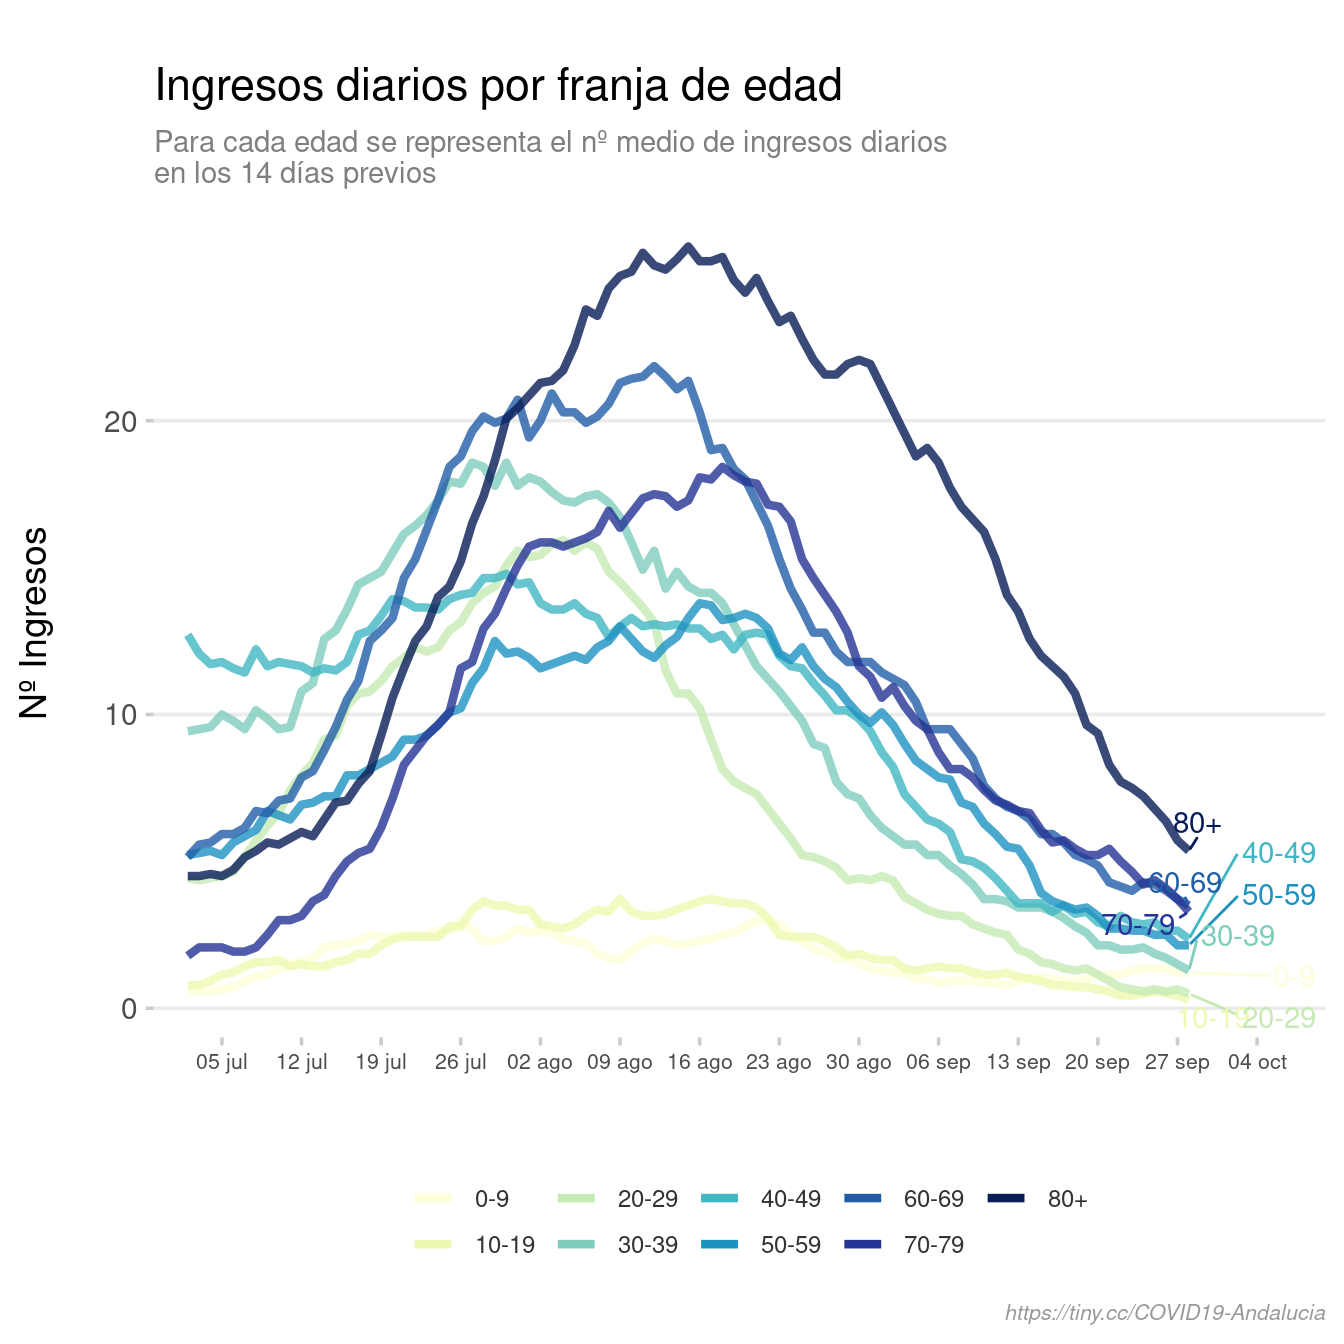 Ingresos diarios por franja de edad
Para cada edad se representa el nº medio de ingresos diarios
en los 14 días previos
Nº Ingresos
20
10
0
80+
40-49
60-69
50-59
70-79
30-39
0-9
10-19
20-29
05 jul 12 jul 19 jul 26 jul 02 ago 09 ago 16 ago 23 ago 30 ago 06 sep 13 sep 20 sep 27 sep 04 oct
0-9 20-29 40-49 60-69 80+
10-19 30-39 50-59 70-79
https://tiny.cc/COVID19-Andalucia